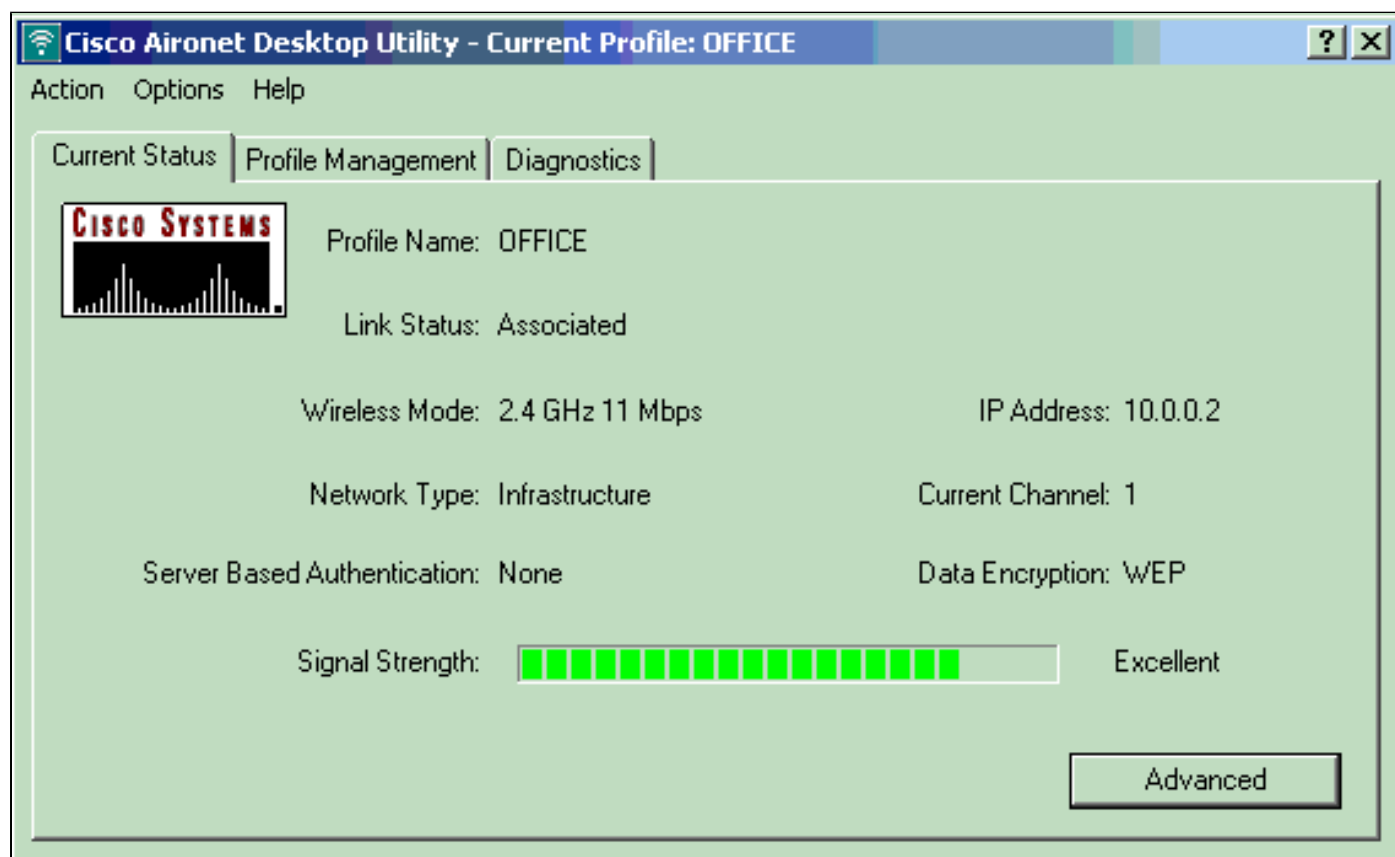 Cisco Aironet Desktop Utility - Current Profile: OFFICE
? X
Action Options Help
Current Status Profile Management Diagnostics
CISCO SYSTEMS
Profile Name: OFFICE
Link Status: Associated
Wireless Mode: 2.4 GHz 11 Mbps IP Address: 10.0.0.2
Network Type: Infrastructure Current Channel: 1
Server Based Authentication: None Data Encryption: WEP
Signal Strength: Excellent
Advanced